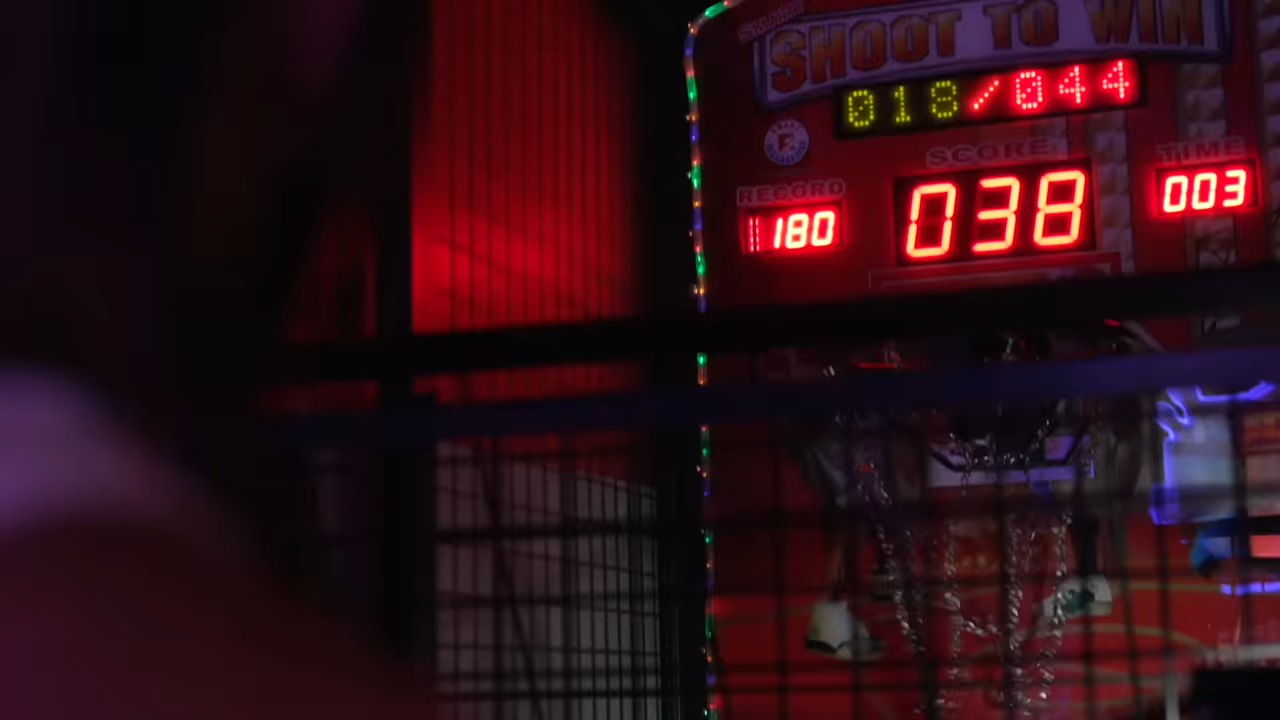 SHOOT TO WIN
018/044
SCORE
TIME
RECORD
180
038
003